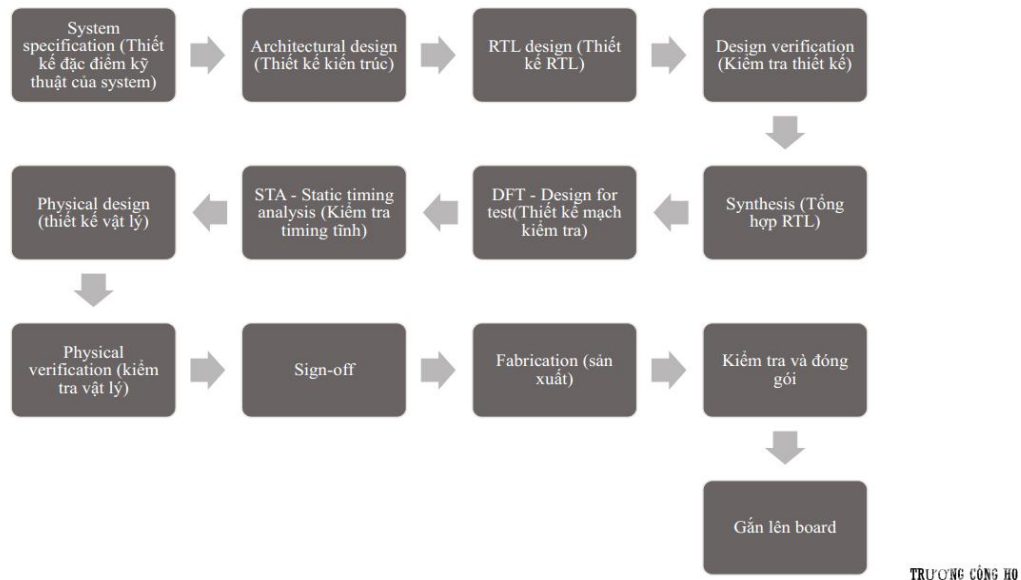 System
specification (Thiết
kế đặc điểm kỹ
thuật của system)
Architectural design
(Thiết kế kiến trúc)
RTL design (Thiết
kế RTL)
Design verification
(Kiểm tra thiết kế)
Synthesis (Tổng
hợp RTL)
DFT - Design for
test(Thiết kế mạch
kiểm tra)
STA - Static timing
analysis (Kiểm tra
timing tĩnh)
Physical design
(thiết kế vật lý)
Physical
verification (kiểm
tra vật lý)
Sign-off
Fabrication (sản
xuất)
Kiểm tra và đóng
gói
Gắn lên board
TRƯƠNG CÔNG HO